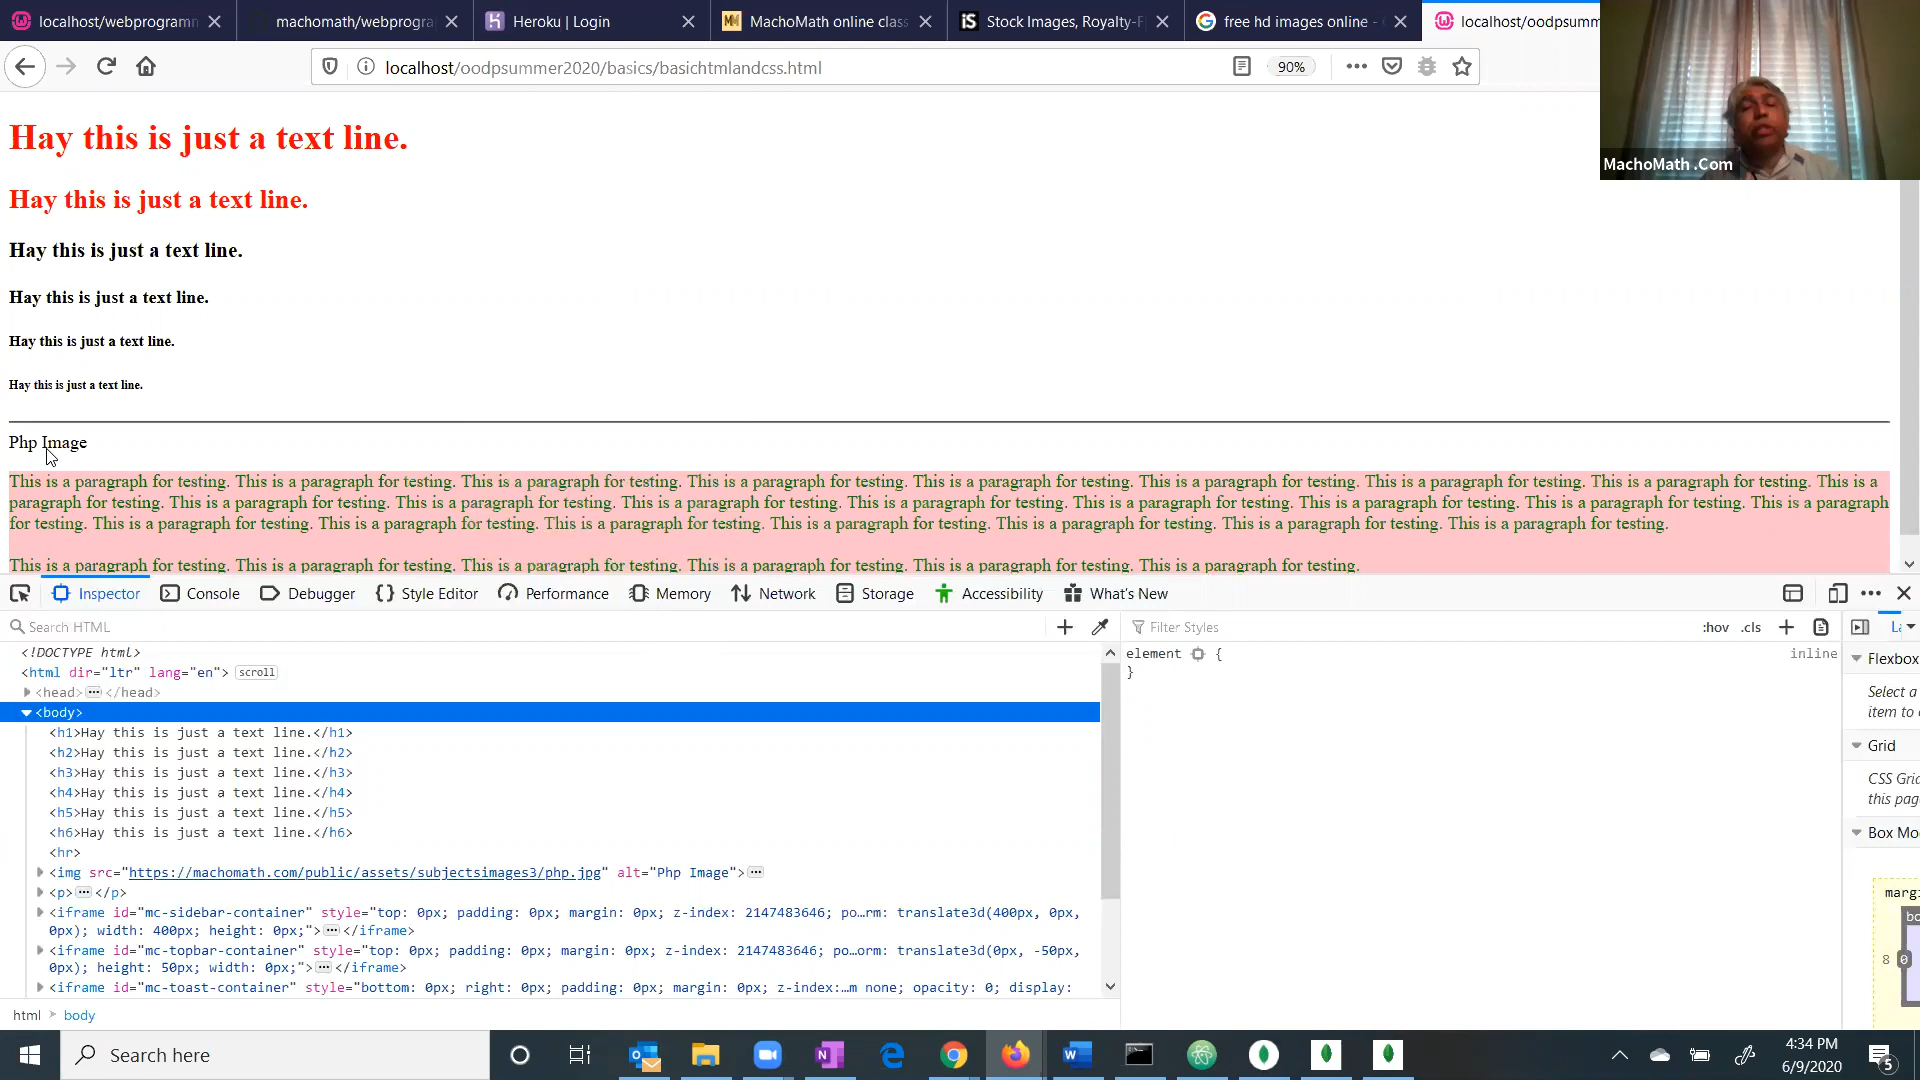 localhost/webprogramm
machomath/webprogra
Heroku | Login
MachoMath online class
Stock Images, Royalty-F
free hd images online -
localhost/oodpsumm
localhost/oodpsummer2020/basics/basichtmlandcss.html
90%
MachoMath .Com
Hay this is just a text line.
Hay this is just a text line.
Hay this is just a text line.
Hay this is just a text line.
Hay this is just a text line.
Hay this is just a text line.
Php Image
This is a paragraph for testing. This is a paragraph for testing. This is a paragraph for testing. This is a paragraph for testing. This is a paragraph for testing. This is a paragraph for testing. This is a paragraph for testing. This is a paragraph for testing. This is a
paragraph for testing. This is a paragraph for testing. This is a paragraph for testing. This is a paragraph for testing. This is a paragraph for testing. This is a paragraph for testing. This is a paragraph for testing. This is a paragraph for testing. This is a paragraph
for testing. This is a paragraph for testing. This is a paragraph for testing. This is a paragraph for testing. This is a paragraph for testing. This is a paragraph for testing. This is a paragraph for testing. This is a paragraph for testing.
This is a paragraph for testing. This is a paragraph for testing. This is a paragraph for testing. This is a paragraph for testing. This is a paragraph for testing. This is a paragraph for testing.
Inspector
Console
Debugger
Style Editor
Performance
Memory
Network
Storage
Accessibility
What's New
Search HTML
Filter Styles
:hov .cls
<!DOCTYPE html>
<html dir="ltr" lang="en"> scroll
<head> </head>
<body>
<h1>Hay this is just a text line.</h1>
<h2>Hay this is just a text line.</h2>
<h3>Hay this is just a text line.</h3>
<h4>Hay this is just a text line.</h4>
<h5>Hay this is just a text line.</h5>
<h6>Hay this is just a text line.</h6>
<hr>
<img src="https://machomath.com/public/assets/subjectsimages3/php.jpg" alt="Php Image">
<p> </p>
<iframe id="mc-sidebar-container" style="top: 0px; padding: 0px; margin: 0px; z-index: 2147483646; po…rm: translate3d(400px, 0px,
0px); width: 400px; height: 0px;"> </iframe>
<iframe id="mc-topbar-container" style="top: 0px; padding: 0px; margin: 0px; z-index: 2147483646; po…orm: translate3d(0px, -50px,
0px); height: 50px; width: 0px;"> </iframe>
<iframe id="mc-toast-container" style="bottom: 0px; right: 0px; padding: 0px; margin: 0px; z-index:…m none; opacity: 0; display:
html > body
element {
}
inline
Flexbox
Select a
item to
Grid
CSS Gri
this pag
Box Mo
margi
bo
8 0
Search here
4:34 PM
6/9/2020
5